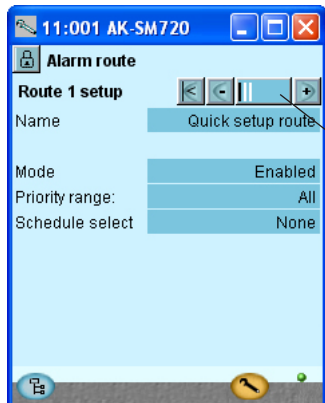 11:001 AK-SM720
Alarm route
Route 1 setup
Name Quick setup route
Mode Enabled
Priority range: All
Schedule select None